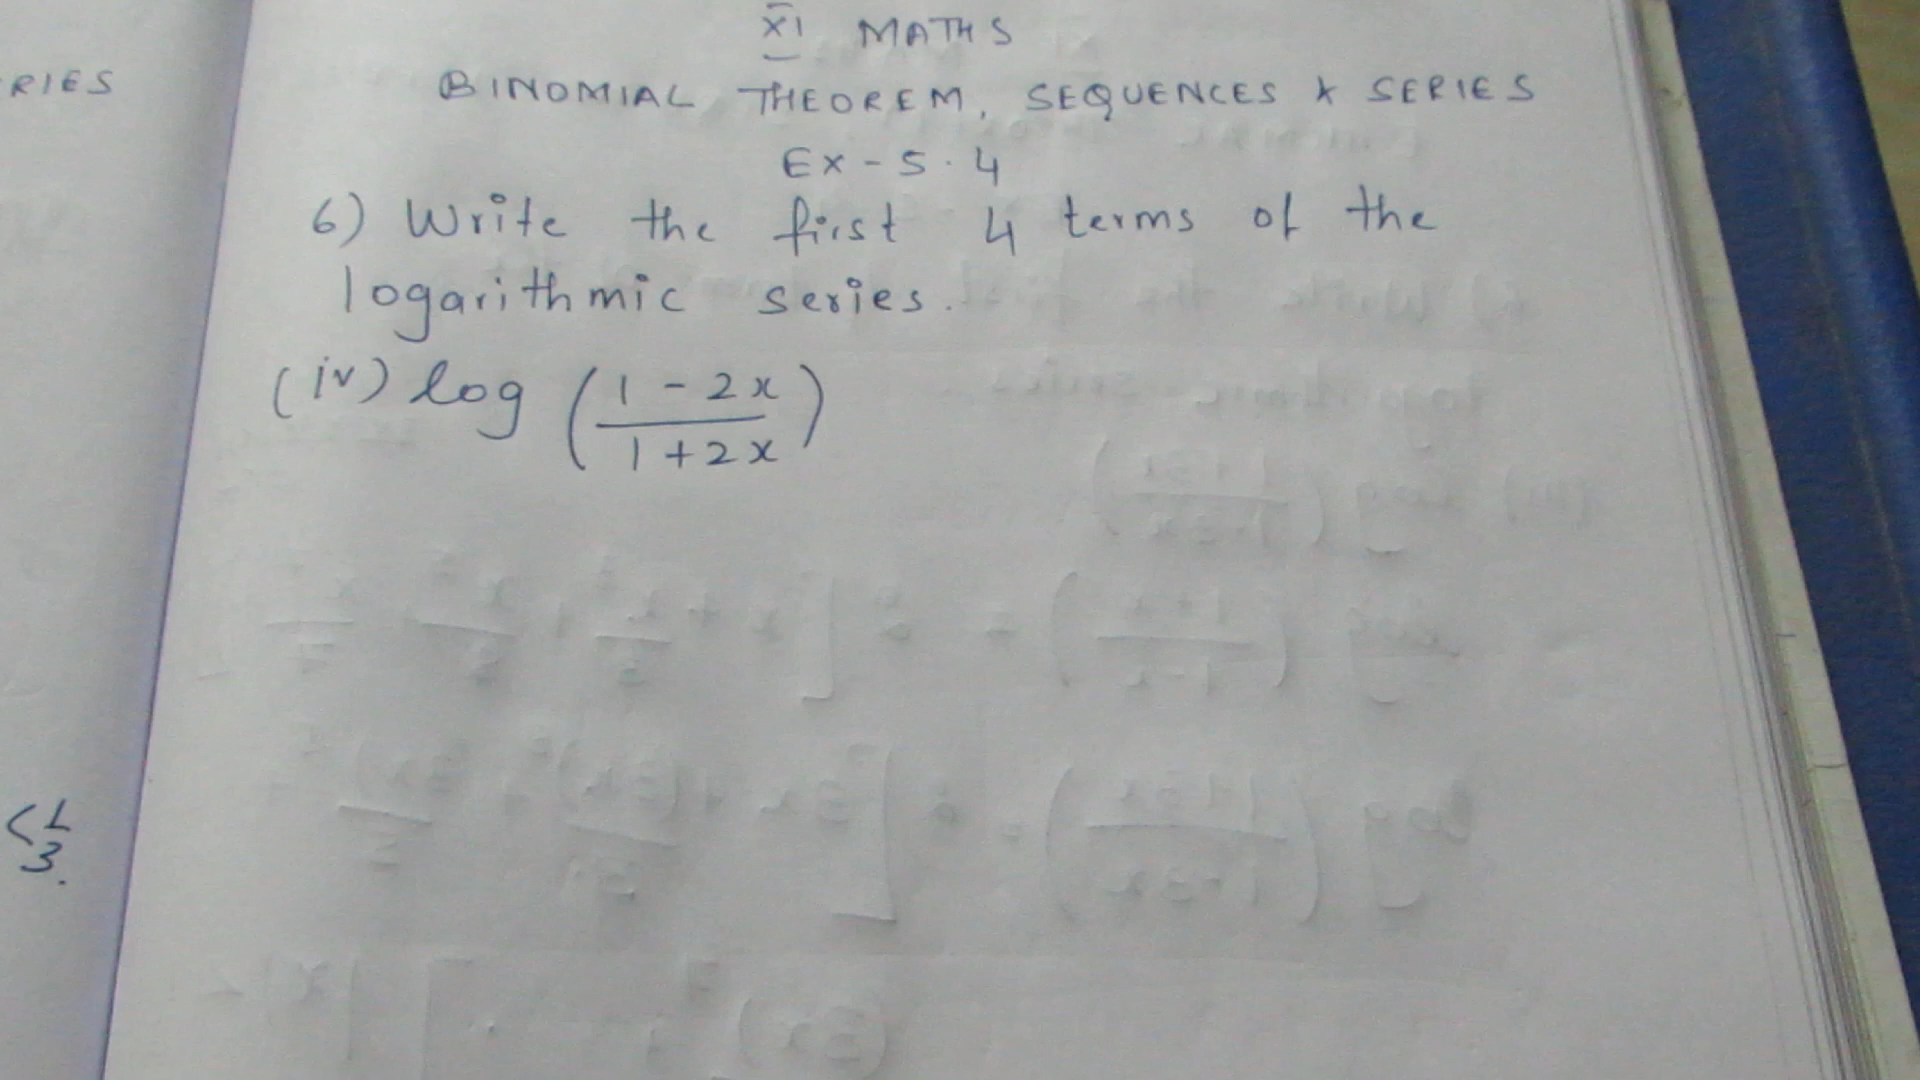 RIES
< 1/3.
XI MATHS
BINOMIAL THEOREM, SEQUENCES & SERIES
Ex - 5.4
6) Write the first 4 terms of the
logarithmic series.
(iv) log (1 - 2x / 1 + 2x)